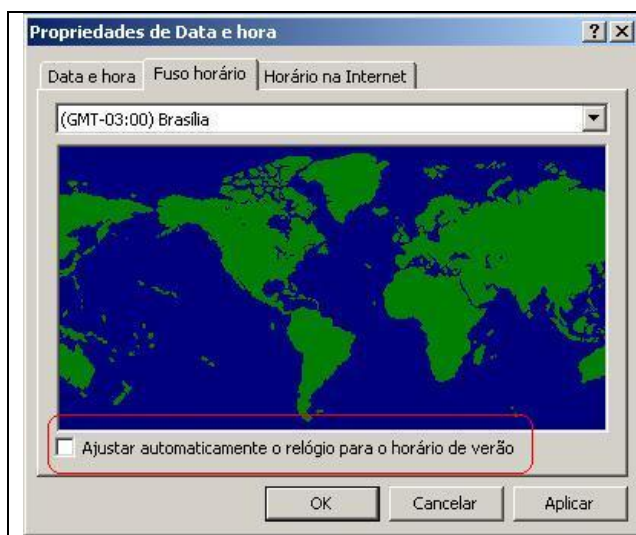 Propriedades de Data e hora
Data e hora Fuso horário Horário na Internet
(GMT-03:00) Brasília
Ajustar automaticamente o relógio para o horário de verão
OK Cancelar Aplicar